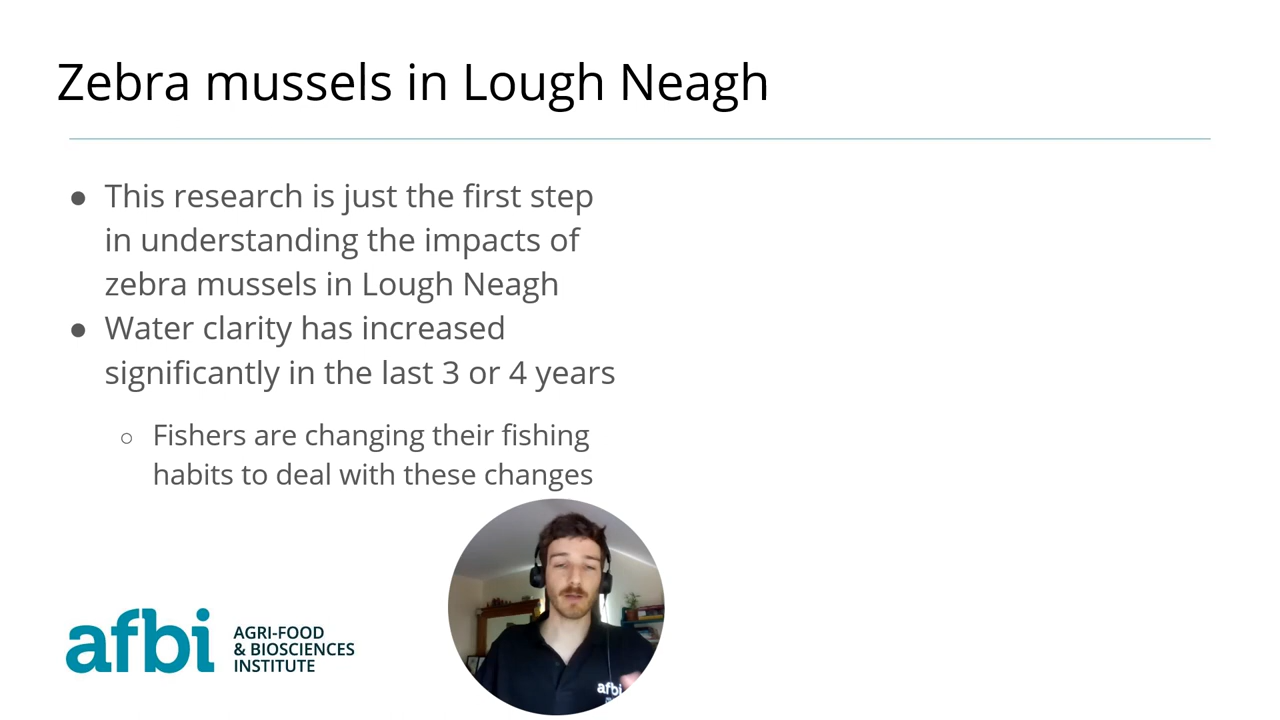 Zebra mussels in Lough Neagh
● This research is just the first step
in understanding the impacts of
zebra mussels in Lough Neagh
● Water clarity has increased
significantly in the last 3 or 4 years
○ Fishers are changing their fishing
habits to deal with these changes
afbi
AGRI-FOOD
& BIOSCIENCES
INSTITUTE
afbi